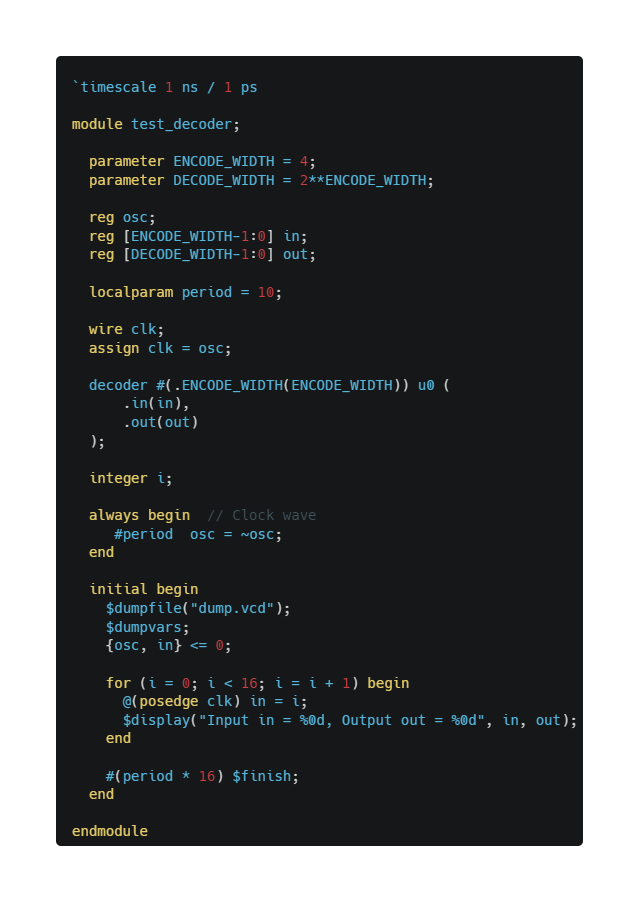 `timescale 1 ns / 1 ps
module test_decoder;
parameter ENCODE_WIDTH = 4;
parameter DECODE_WIDTH = 2**ENCODE_WIDTH;
reg osc;
reg [ENCODE_WIDTH-1:0] in;
reg [DECODE_WIDTH-1:0] out;
localparam period = 10;
wire clk;
assign clk = osc;
decoder #(.ENCODE_WIDTH(ENCODE_WIDTH)) u0 (
.in(in),
.out(out)
);
integer i;
always begin  // Clock wave
#period  osc = ~osc;
end
initial begin
$dumpfile("dump.vcd");
$dumpvars;
{osc, in} <= 0;
for (i = 0; i < 16; i = i + 1) begin
@(posedge clk) in = i;
$display("Input in = %0d, Output out = %0d", in, out);
end
#(period * 16) $finish;
end
endmodule